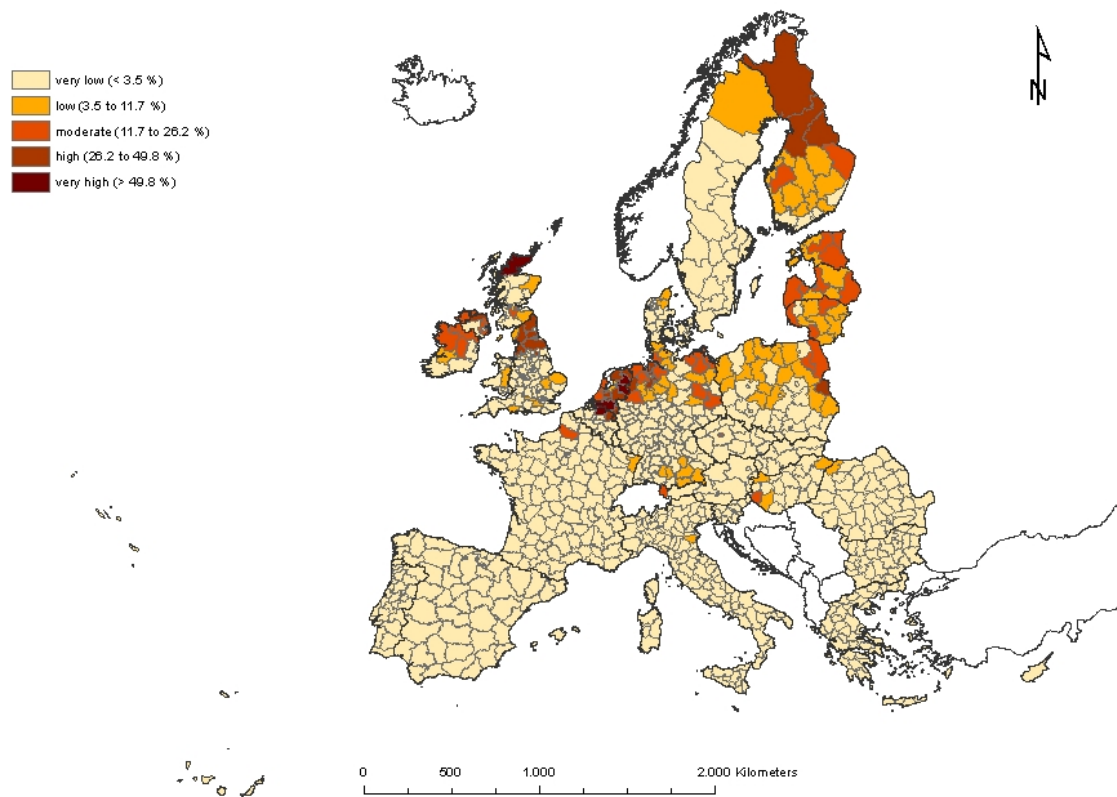 very low (< 3.5 %)
low (3.5 to 11.7 %)
moderate (11.7 to 26.2 %)
high (26.2 to 49.8 %)
very high (> 49.8 %)
N
0 500 1.000 2.000 Kilometers